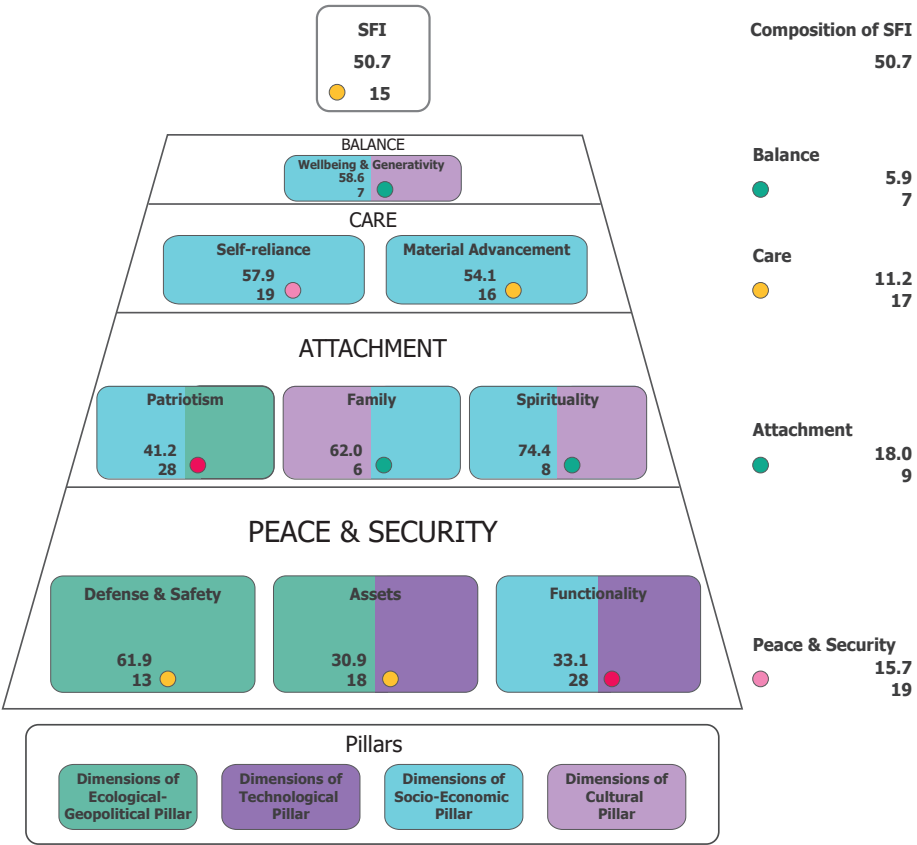 SFI
50.7
15
Composition of SFI
50.7
BALANCE
Wellbeing & Generativity
58.6
7
Balance
5.9
7
CARE
Self-reliance
57.9
19
Material Advancement
54.1
16
Care
11.2
17
ATTACHMENT
Patriotism
41.2
28
Family
62.0
6
Spirituality
74.4
8
Attachment
18.0
9
PEACE & SECURITY
Defense & Safety
61.9
13
Assets
30.9
18
Functionality
33.1
28
Peace & Security
15.7
19
Pillars
Dimensions of
Ecological-
Geopolitical Pillar
Dimensions of
Technological
Pillar
Dimensions of
Socio-Economic
Pillar
Dimensions of
Cultural
Pillar